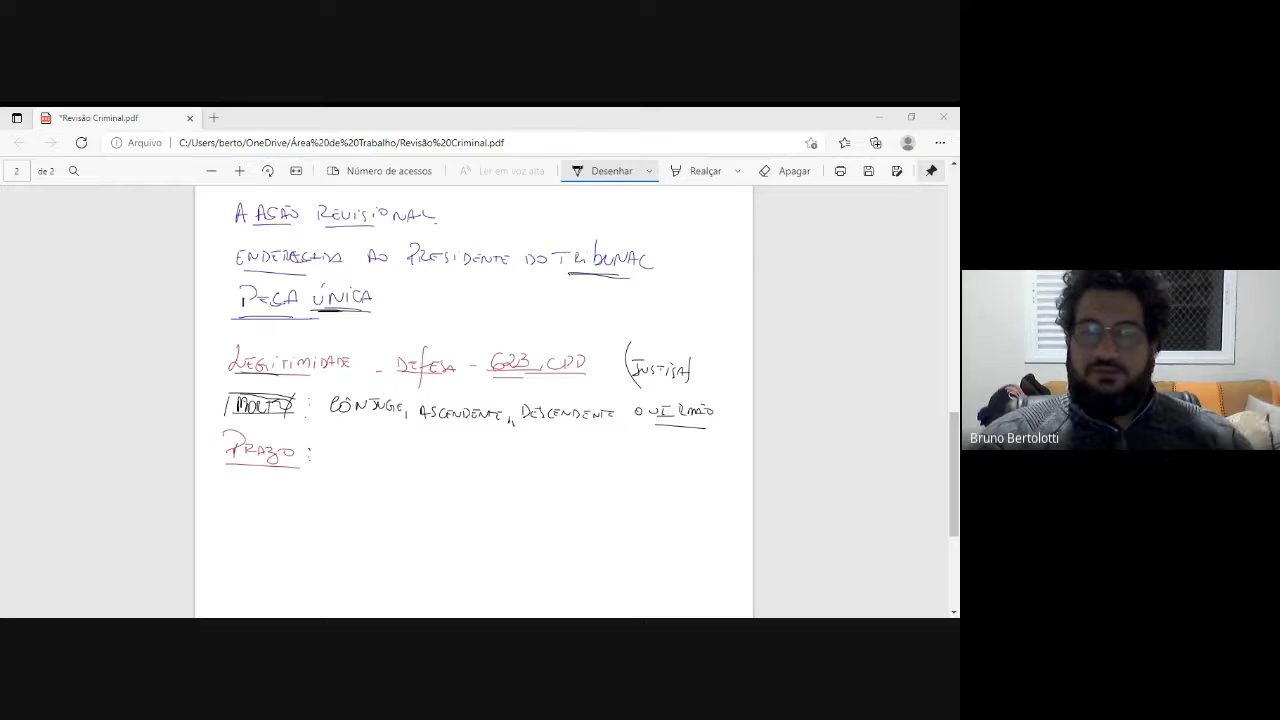 *Revisão Criminal.pdf
Arquivo C:/Users/berto/OneDrive/Área%20de%20Trabalho/Revisão%20Criminal.pdf
2 de 2 Número de acessos Ler em voz alta Desenhar Realçar Apagar
A AÇÃO REVISIONAL
ENDEREÇADA AO PRESIDENTE DO TRIBUNAL
PEÇA ÚNICA
LEGITIMIDADE - DEFESA - 623, CPP (JUSTIÇA)
MORTO : CÔNJUGE, ASCENDENTE, DESCENDENTE OU IRMÃO
PRAZO :
Bruno Bertolotti